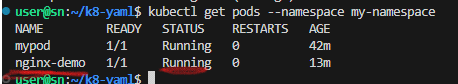 user@sn:~/k8-yaml$ kubectl get pods --namespace my-namespace
NAME READY STATUS RESTARTS AGE
mypod 1/1 Running 0 42m
nginx-demo 1/1 Running 0 13m
user@sn:~/k8-yaml$